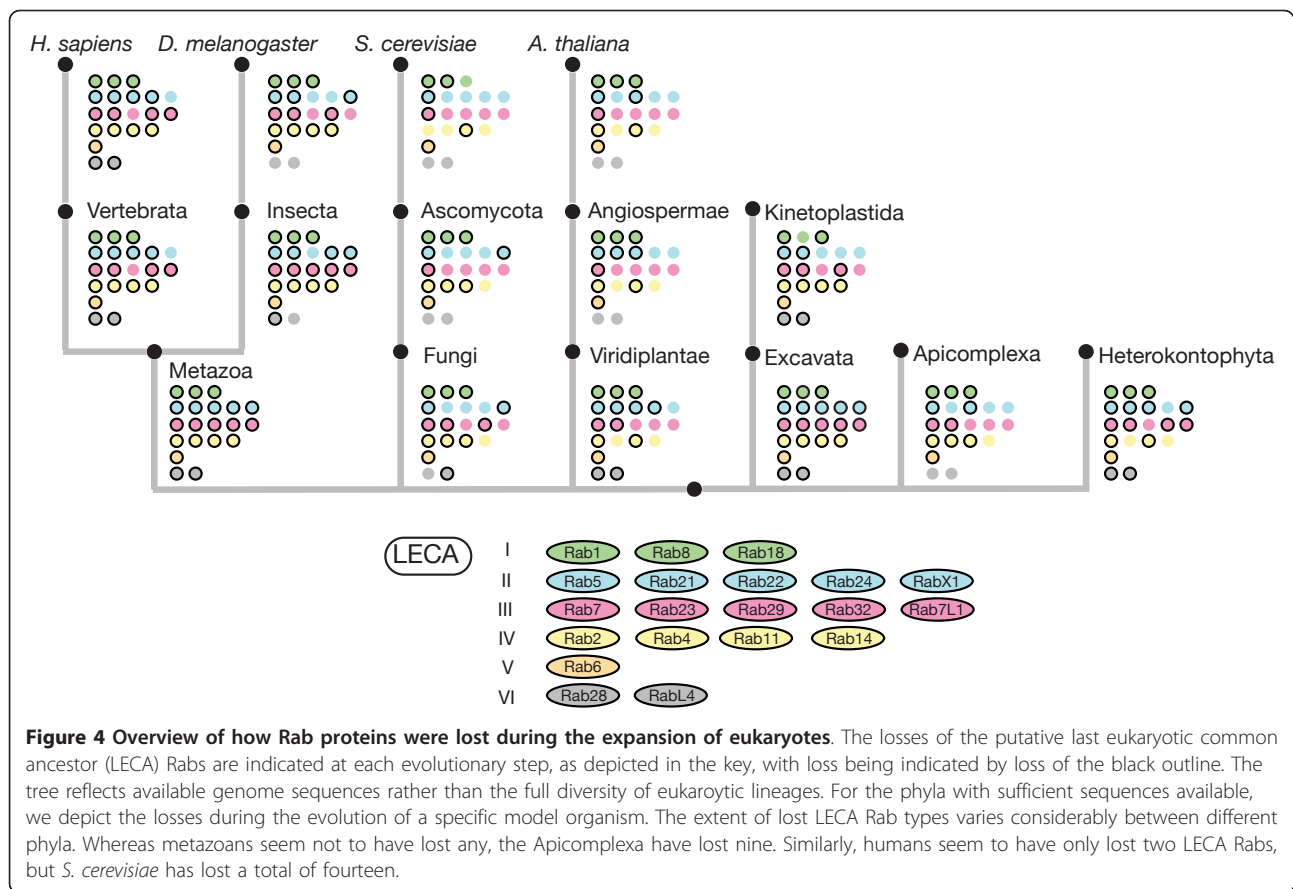 H. sapiens D. melanogaster S. cerevisiae A. thaliana
Vertebrata Insecta Ascomycota Angiospermae Kinetoplastida
Metazoa Fungi Viridiplantae Excavata Apicomplexa Heterokontophyta
LECA
I Rab1 Rab8 Rab18
II Rab5 Rab21 Rab22 Rab24 RabX1
III Rab7 Rab23 Rab29 Rab32 Rab7L1
IV Rab2 Rab4 Rab11 Rab14
V Rab6
VI Rab28 RabL4
Figure 4 Overview of how Rab proteins were lost during the expansion of eukaryotes. The losses of the putative last eukaryotic common
ancestor (LECA) Rabs are indicated at each evolutionary step, as depicted in the key, with loss being indicated by loss of the black outline. The
tree reflects available genome sequences rather than the full diversity of eukaroytic lineages. For the phyla with sufficient sequences available,
we depict the losses during the evolution of a specific model organism. The extent of lost LECA Rab types varies considerably between different
phyla. Whereas metazoans seem not to have lost any, the Apicomplexa have lost nine. Similarly, humans seem to have only lost two LECA Rabs,
but S. cerevisiae has lost a total of fourteen.